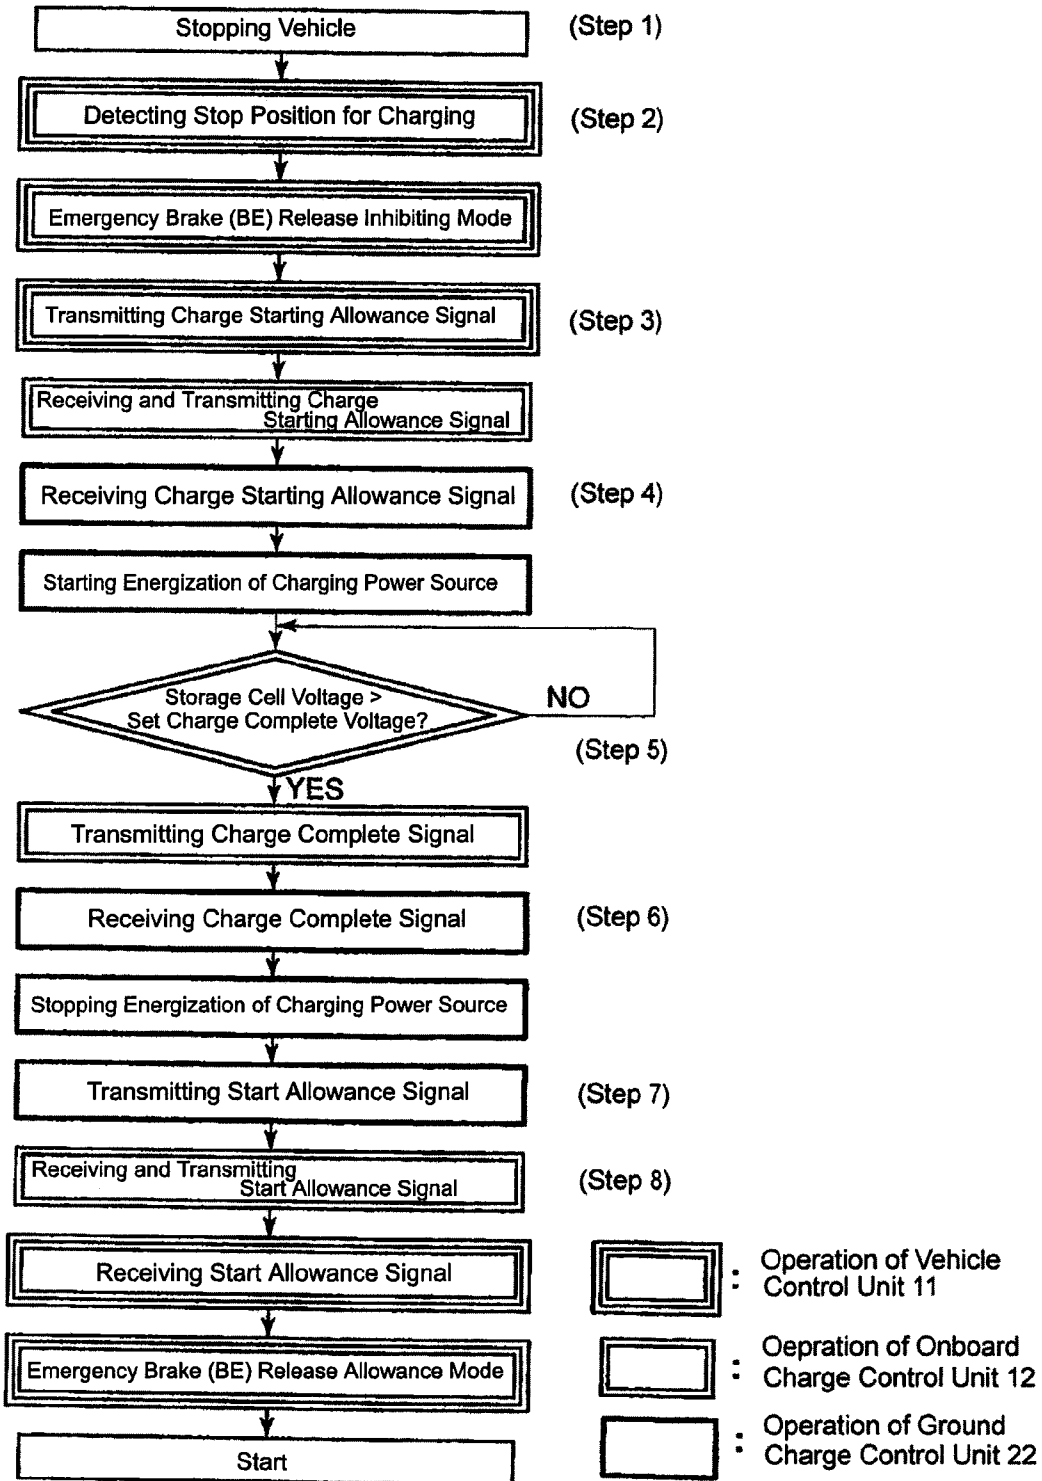 Stopping Vehicle
(Step 1)
Detecting Stop Position for Charging
(Step 2)
Emergency Brake (BE) Release Inhibiting Mode
Transmitting Charge Starting Allowance Signal
(Step 3)
Receiving and Transmitting Charge
Starting Allowance Signal
Receiving Charge Starting Allowance Signal
(Step 4)
Starting Energization of Charging Power Source
Storage Cell Voltage >
Set Charge Complete Voltage?
NO
(Step 5)
YES
Transmitting Charge Complete Signal
Receiving Charge Complete Signal
(Step 6)
Stopping Energization of Charging Power Source
Transmitting Start Allowance Signal
(Step 7)
Receiving and Transmitting
Start Allowance Signal
(Step 8)
Receiving Start Allowance Signal
Emergency Brake (BE) Release Allowance Mode
Start
: Operation of Vehicle
Control Unit 11
: Oepration of Onboard
Charge Control Unit 12
: Operation of Ground
Charge Control Unit 22